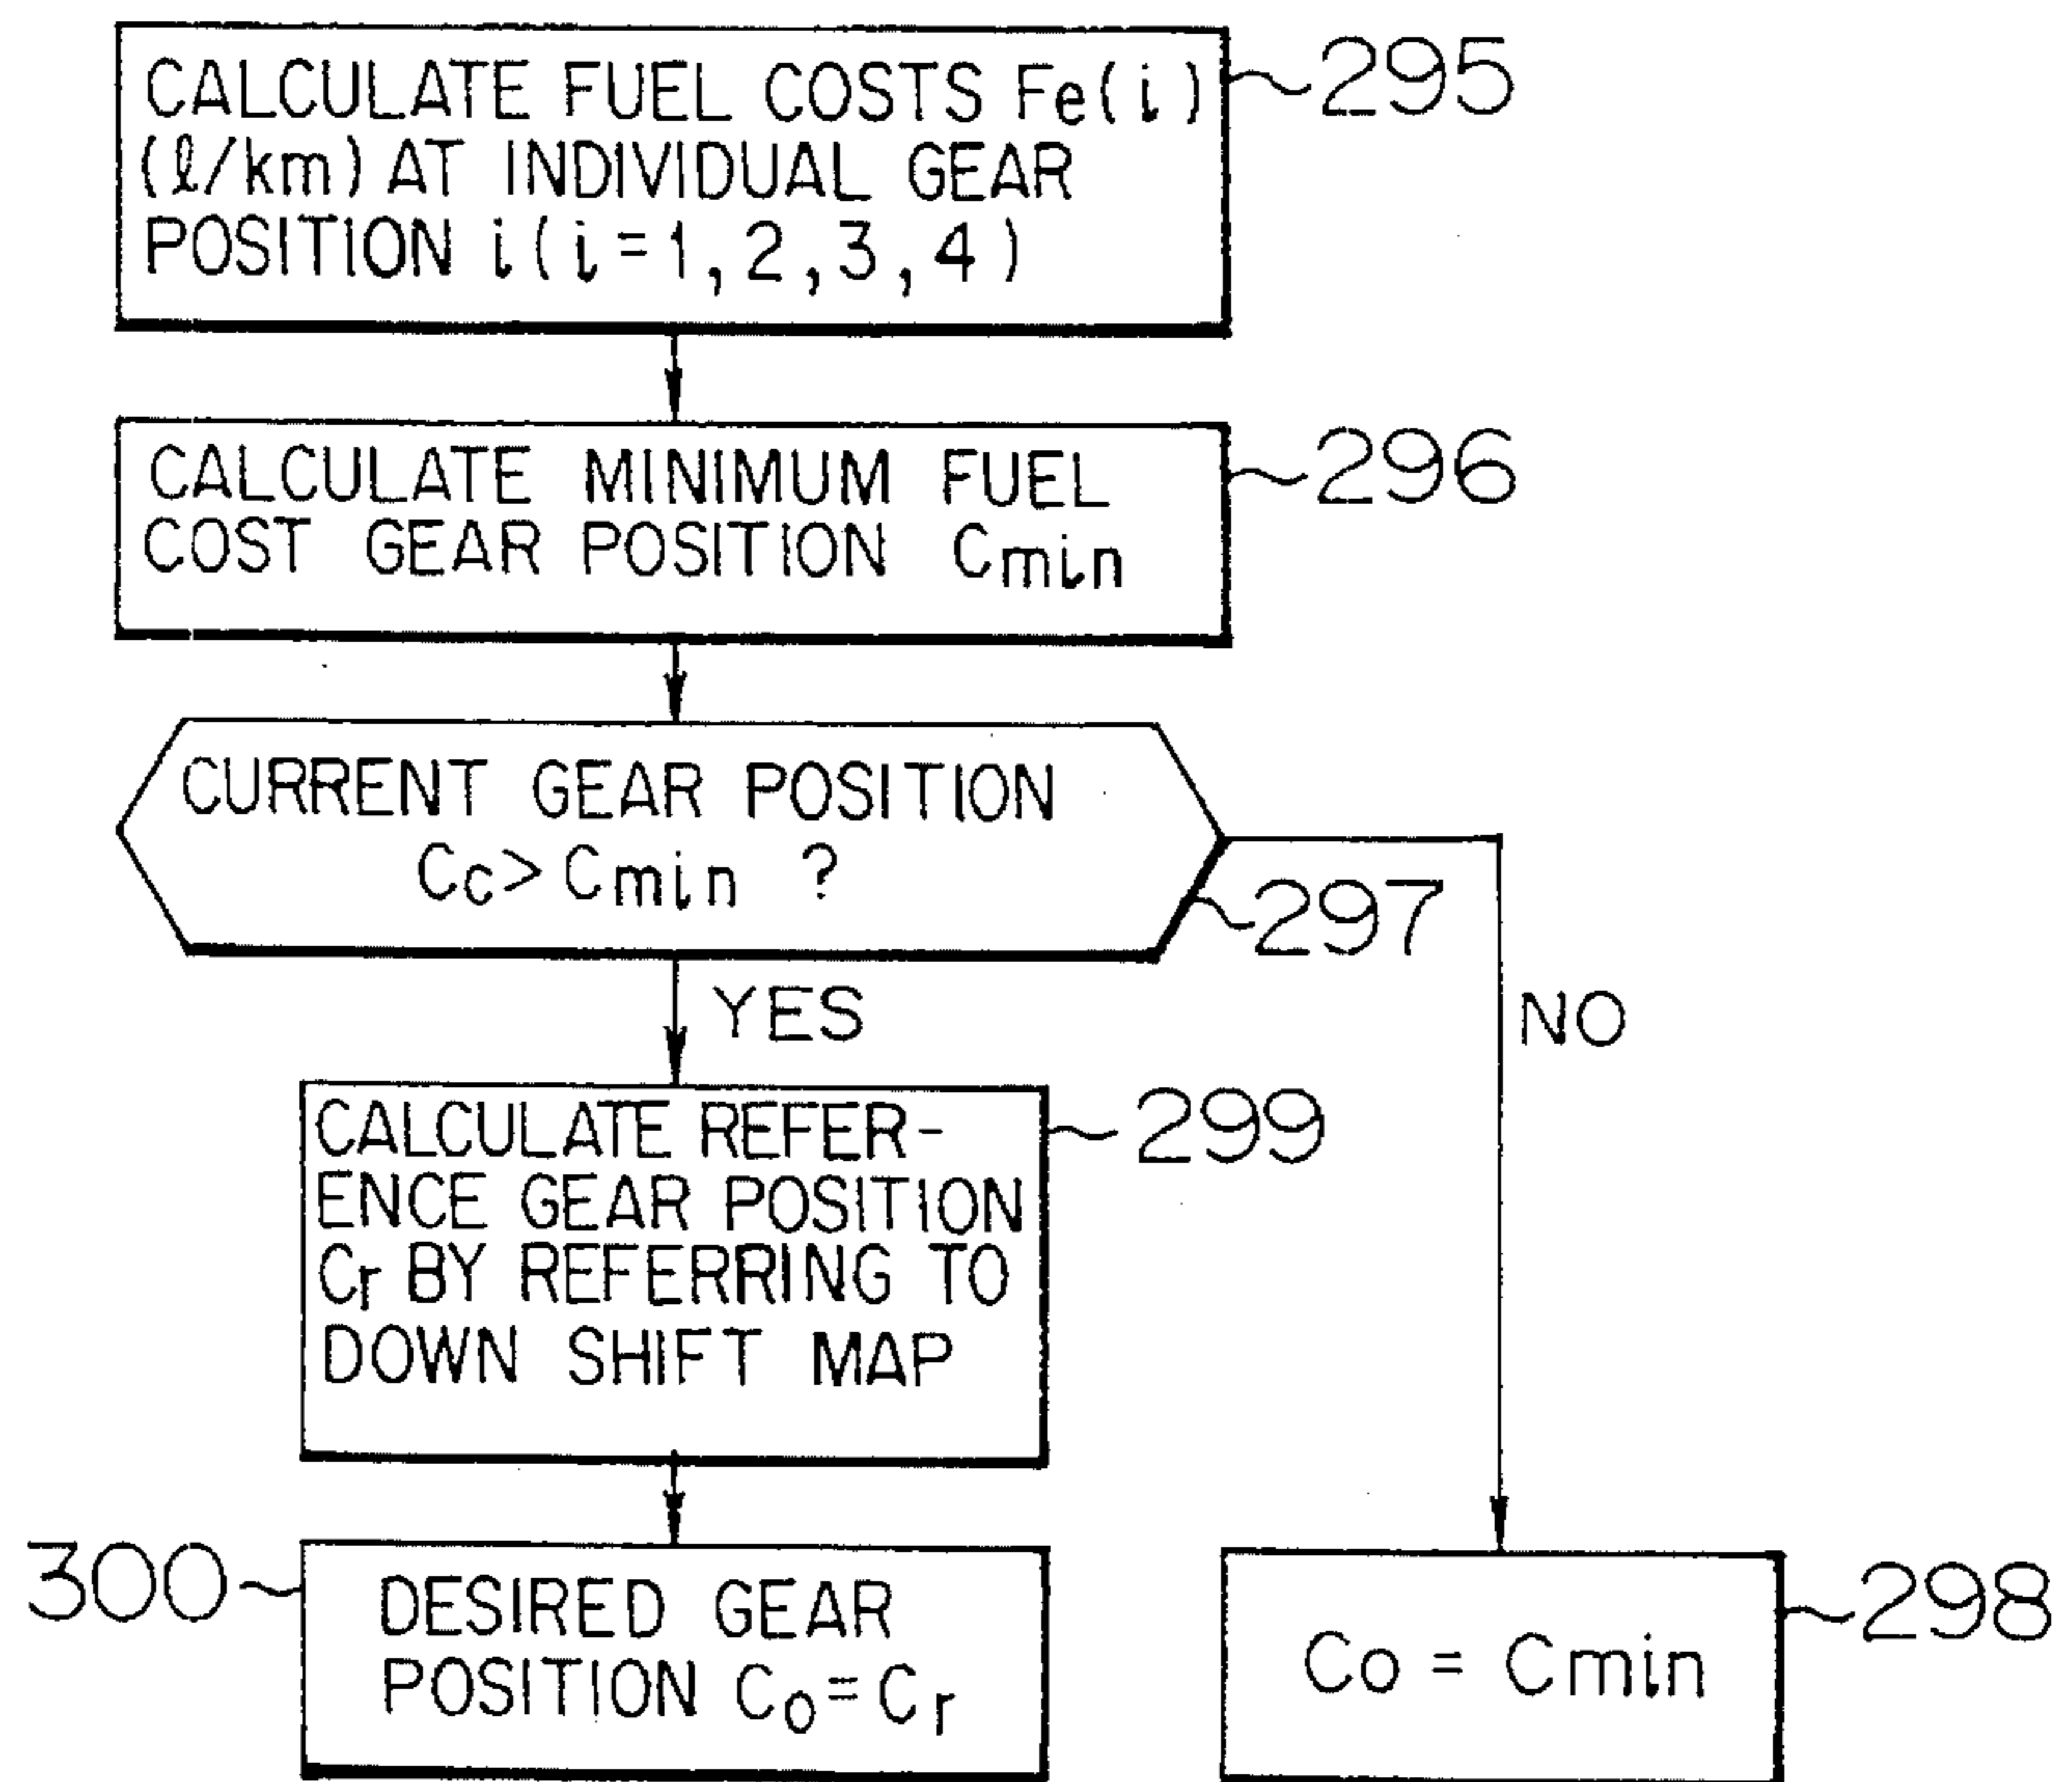 CALCULATE FUEL COSTS Fe(i)
(ℓ/km) AT INDIVIDUAL GEAR
POSITION i(i=1,2,3,4)
295
CALCULATE MINIMUM FUEL
COST GEAR POSITION Cmin
296
CURRENT GEAR POSITION
Cc>Cmin ?
297
YES
NO
CALCULATE REFER-
ENCE GEAR POSITION
Cr BY REFERRING TO
DOWN SHIFT MAP
299
300
DESIRED GEAR
POSITION Co=Cr
Co = Cmin
298